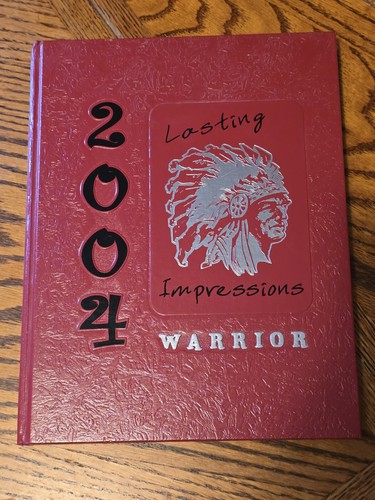 2004
Lasting
Impressions
WARRIOR